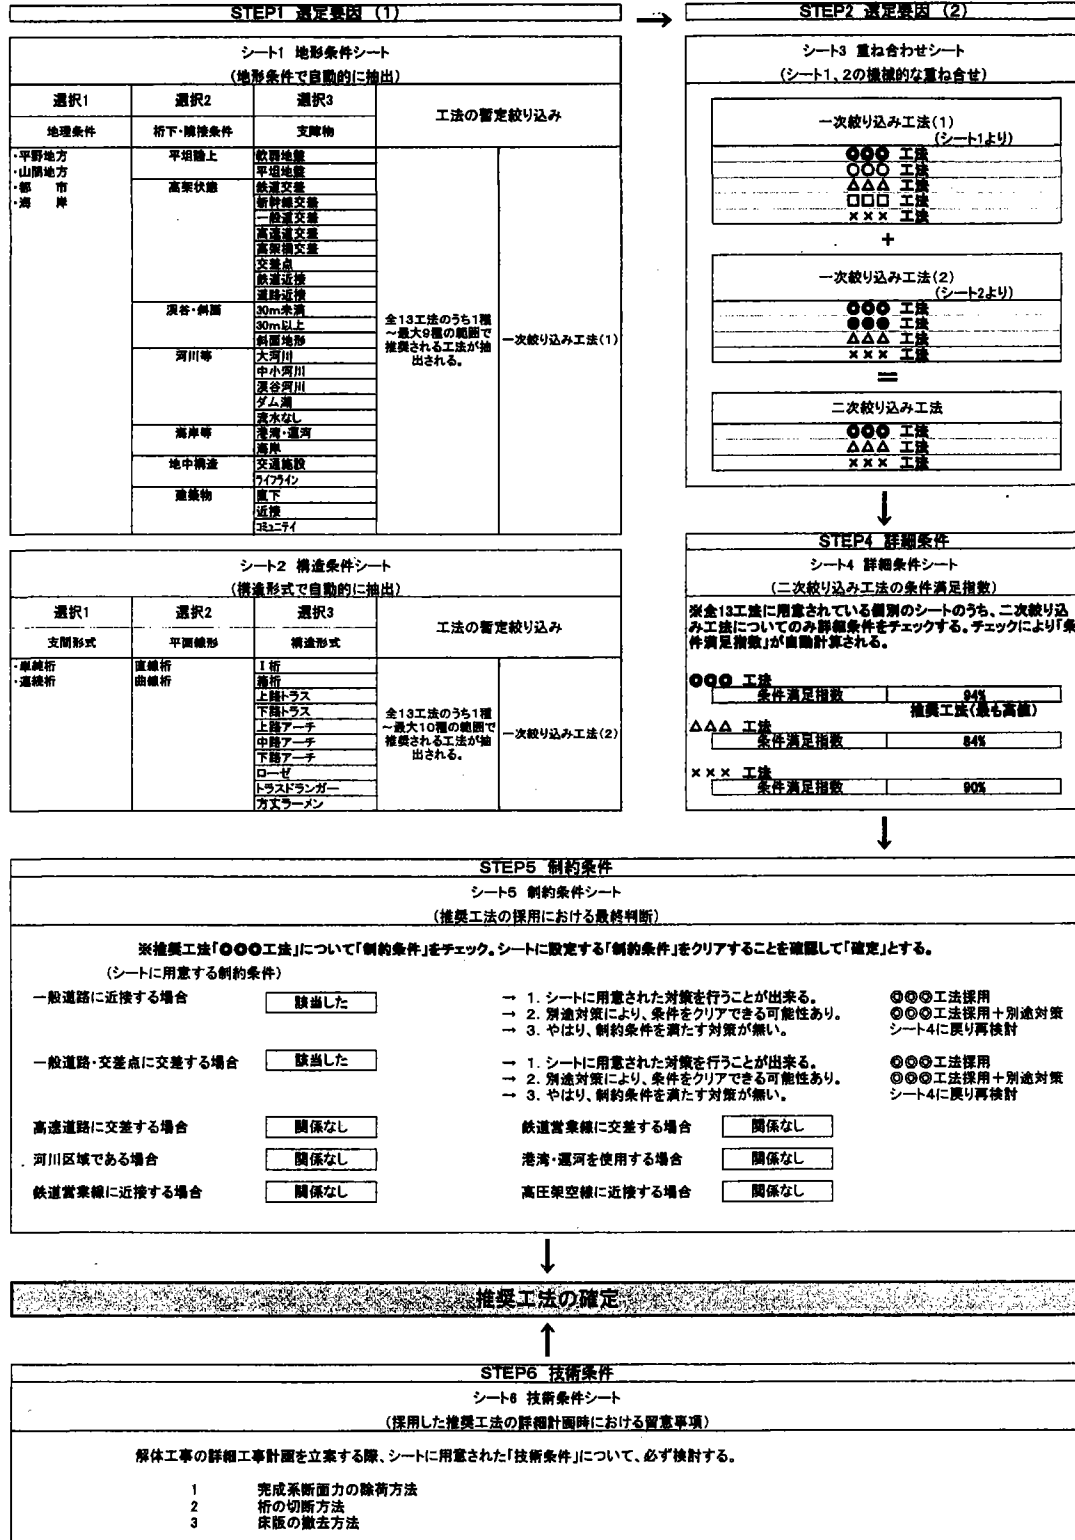 STEP1 選定要因 (1)
→
STEP2 選定要因 (2)
シート1 地形条件シート
(地形条件で自動的に抽出)
選択1
選択2
選択3
工法の暫定絞り込み
地理条件
桁下・隣接条件
支障物
・平野地方
・山間地方
・都 市
・海 岸
平坦陸上
軟弱地盤
平坦地盤
高架状態
鉄道交差
新幹線交差
一般道交差
高速道交差
高架橋交差
交差点
鉄道近接
道路近接
渓谷・斜面
30m未満
30m以上
斜面地形
河川等
大河川
中小河川
渓谷河川
ダム湖
流水なし
海岸等
港湾・運河
海岸
地中構造
交通施設
ライフライン
建築物
直下
近接
コミュニティ
全13工法のうち1種
～最大9種の範囲で
推奨される工法が抽
出される。
一次絞り込み工法(1)
シート3 重ね合わせシート
(シート1、2の機械的な重ね合せ)
一次絞り込み工法(1)
(シート1より)
◎◎◎ 工法
○○○ 工法
△△△ 工法
□□□ 工法
××× 工法
+
一次絞り込み工法(2)
(シート2より)
◎◎◎ 工法
●●● 工法
△△△ 工法
××× 工法
＝
二次絞り込み工法
◎◎◎ 工法
△△△ 工法
××× 工法
↓
シート2 構造条件シート
(構造形式で自動的に抽出)
選択1
選択2
選択3
工法の暫定絞り込み
支間形式
平面線形
構造形式
・単純桁
・連続桁
直線桁
曲線桁
I 桁
箱桁
上路トラス
下路トラス
上路アーチ
中路アーチ
下路アーチ
ローゼ
トラスドランガー
方丈ラーメン
全13工法のうち1種
～最大10種の範囲で
推奨される工法が抽
出される。
一次絞り込み工法(2)
STEP4 詳細条件
シート4 詳細条件シート
(二次絞り込み工法の条件満足指数)
※全13工法に用意されている個別のシートのうち、二次絞り込
み工法についてのみ詳細条件をチェックする。チェックにより「条
件満足指数」が自動計算される。
◎◎◎ 工法
条件満足指数 94%
推奨工法(最も高値)
△△△ 工法
条件満足指数 84%
××× 工法
条件満足指数 90%
↓
STEP5 制約条件
シート5 制約条件シート
(推奨工法の採用における最終判断)
※推奨工法「◎◎◎工法」について「制約条件」をチェック。シートに設定する「制約条件」をクリアすることを確認して「確定」とする。
(シートに用意する制約条件)
一般道路に近接する場合 該当した → 1. シートに用意された対策を行うことが出来る。 ◎◎◎工法採用
→ 2. 別途対策により、条件をクリアできる可能性あり。 ◎◎◎工法採用＋別途対策
→ 3. やはり、制約条件を満たす対策が無い。 シート4に戻り再検討
一般道路・交差点に交差する場合 該当した → 1. シートに用意された対策を行うことが出来る。 ◎◎◎工法採用
→ 2. 別途対策により、条件をクリアできる可能性あり。 ◎◎◎工法採用＋別途対策
→ 3. やはり、制約条件を満たす対策が無い。 シート4に戻り再検討
高速道路に交差する場合 関係なし 鉄道営業線に交差する場合 関係なし
河川区域である場合 関係なし 港湾・運河を使用する場合 関係なし
鉄道営業線に近接する場合 関係なし 高圧架空線に近接する場合 関係なし
↓
推奨工法の確定
↑
STEP6 技術条件
シート6 技術条件シート
(採用した推奨工法の詳細計画時における留意事項)
解体工事の詳細工事計画を立案する際、シートに用意された「技術条件」について、必ず検討する。
1 完成系断面力の除荷方法
2 桁の切断方法
3 床版の撤去方法